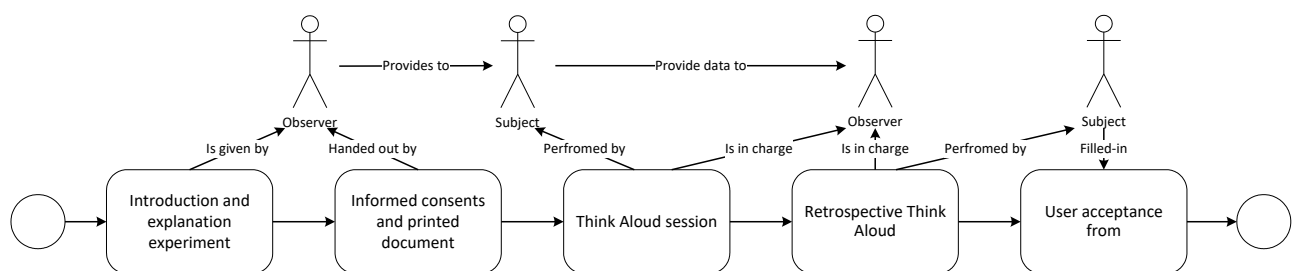 Provides to
Provide data to
Observer
Subject
Observer
Subject
Is given by
Handed out by
Perfromed by
Is in charge
Is in charge
Perfromed by
Filled-in
Introduction and
explanation
experiment
Informed consents
and printed
document
Think Aloud session
Retrospective Think
Aloud
User acceptance
from